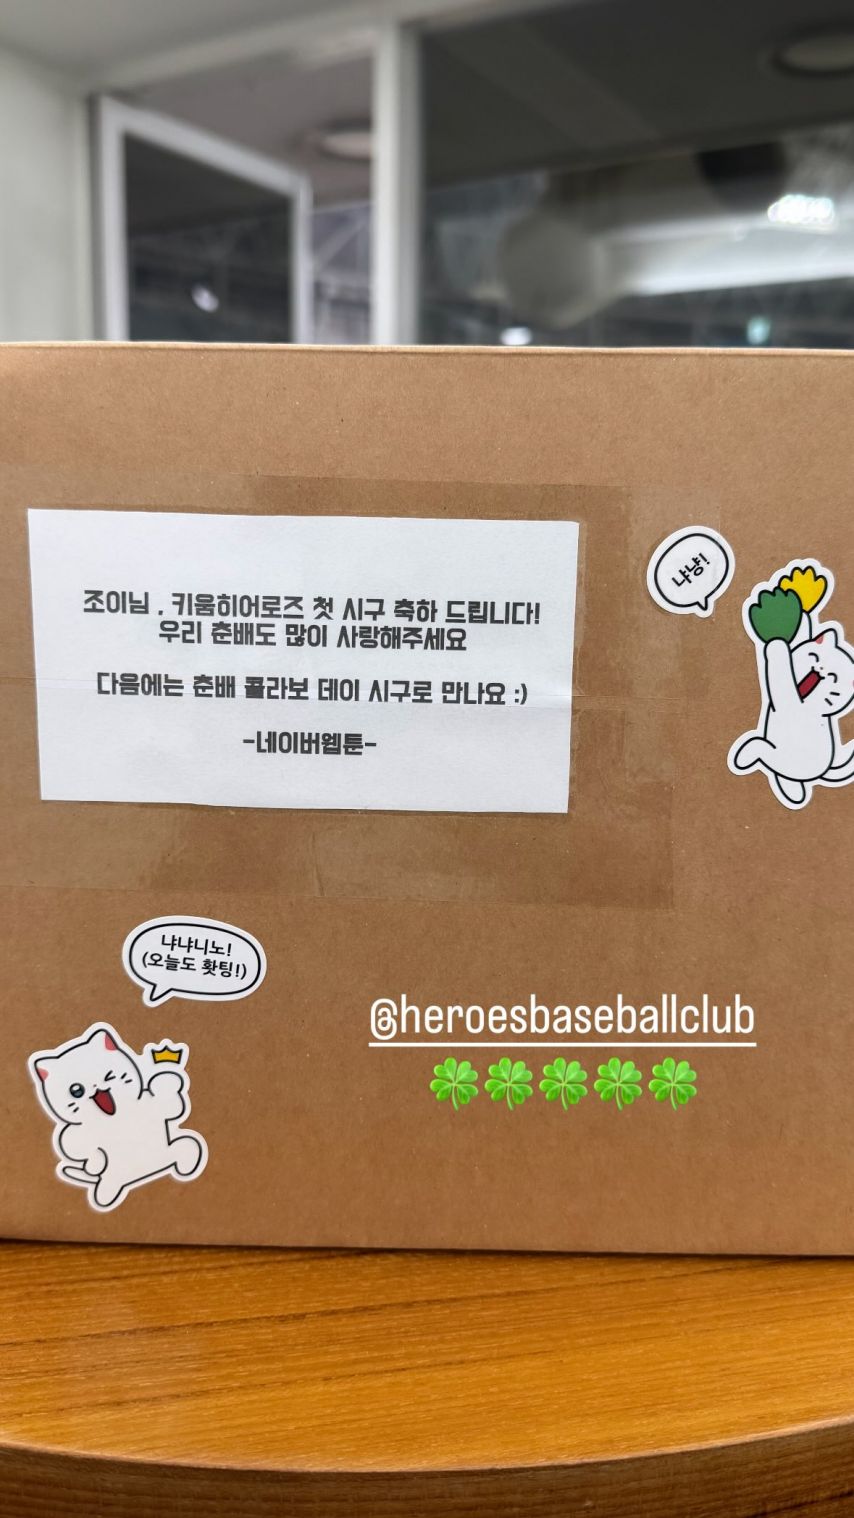 조이님 . 키움히어로즈 첫 시구 축하 드립니다!
우리 춘배도 많이 사랑해주세요
다음에는 춘배 콜라보 데이 시구로 만나요 :)
-네이버웹툰-
냐냥!
냐냐니노!
(오늘도 홧팅!)
@heroesbaseballclub
🍀🍀🍀🍀🍀